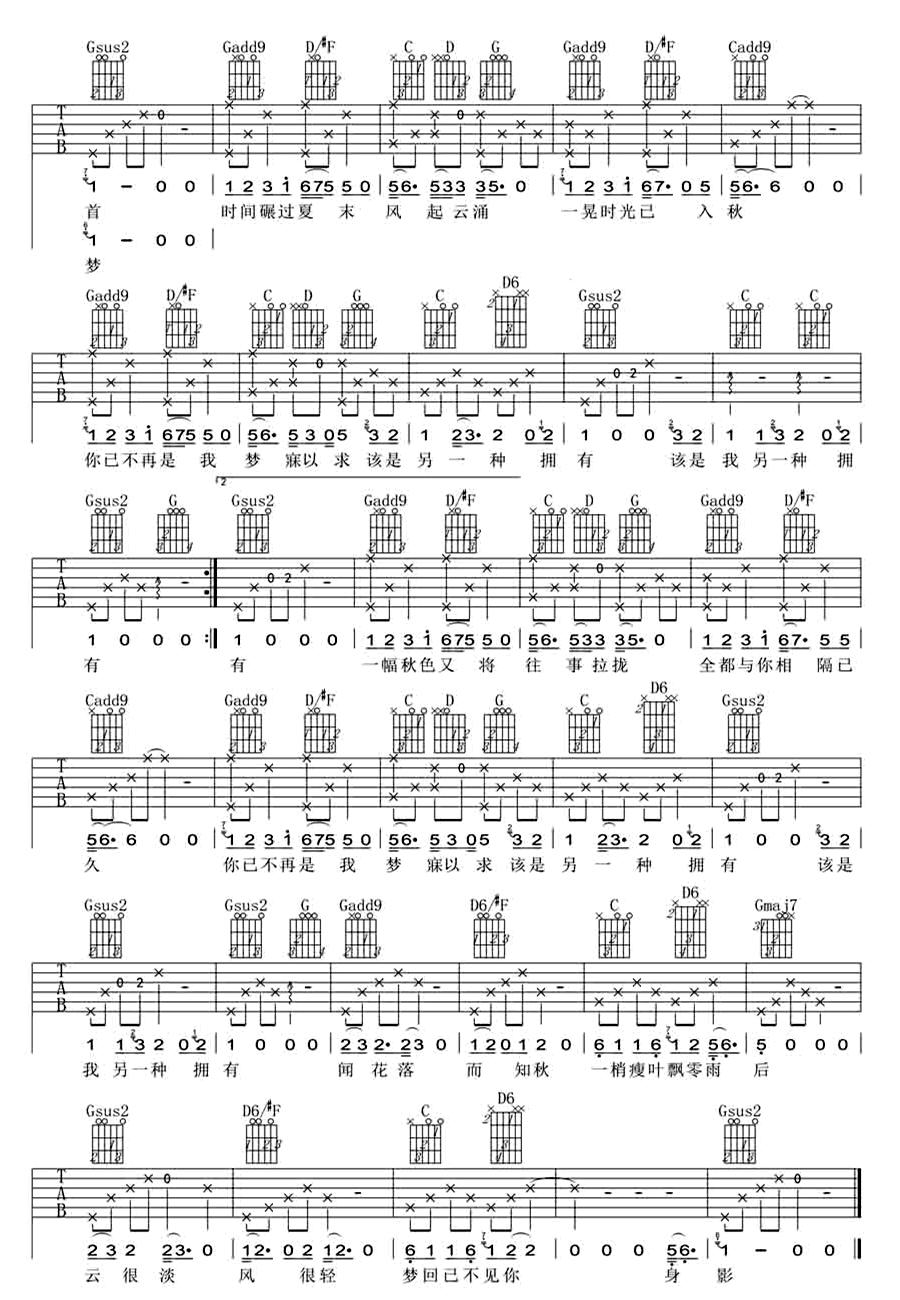 Gsus2 Gadd9 D/#F C D G Gadd9 D/#F Cadd9
T A B 0
1 - 0 0 1 2 3 i 675 5 0 56· 533 35· 0 1 2 3 i 67· 05 56· 6 0 0
首 时间碾过夏 末 风 起 云涌 一晃时光已 入 秋
1 - 0 0
梦
Gadd9 D/#F C D G C D6 Gsus2 C C
T A B 0 0 2
1 2 3 i 675 5 0 56· 5 3 0 5 3 2 1 23· 2 0 2 1 0 0 3 2 1 1 3 2 0 2
你已不再是 我 梦 寐以 求 该是 另 一 种 拥 有 该是 我 另一种 拥
2
Gsus2 G Gsus2 Gadd9 D/#F C D G Gadd9 D/#F
T A B 0 2 0
1 0 0 0 1 0 0 0 1 2 3 i 675 5 0 56· 533 35· 0 1 2 3 i 67· 5 5
有 有 一幅秋色又 将 往 事 拉拢 全都与你相 隔已
Cadd9 Gadd9 D/#F C D G C D6 Gsus2
T A B 0 0 2
56· 6 0 0 1 2 3 i 675 5 0 56· 5 3 0 5 3 2 1 23· 2 0 2 1 0 0 3 2
久 你已不再是 我 梦 寐以 求 该是 另 一 种 拥 有 该是
Gsus2 Gsus2 G Gadd9 D6/#F C D6 Gmaj7
T A B 0 2
1 1 3 2 0 2 1 0 0 0 2 3 2· 2 3 0 1 2 0 1 2 0 6 1 1 6 1 2 56· 5 0 0 0
我 另一种 拥 有 闻 花 落 而 知秋 一梢瘦叶飘零雨 后
Gsus2 D6/#F C D6 Gsus2
T A B 0 0
2 3 2 23· 0 12· 0 2 12· 0 6 1 1 6 1 2 2 0 0 0 56· 1 - 0 0
云 很 淡 风 很轻 梦回已不见你 身 影